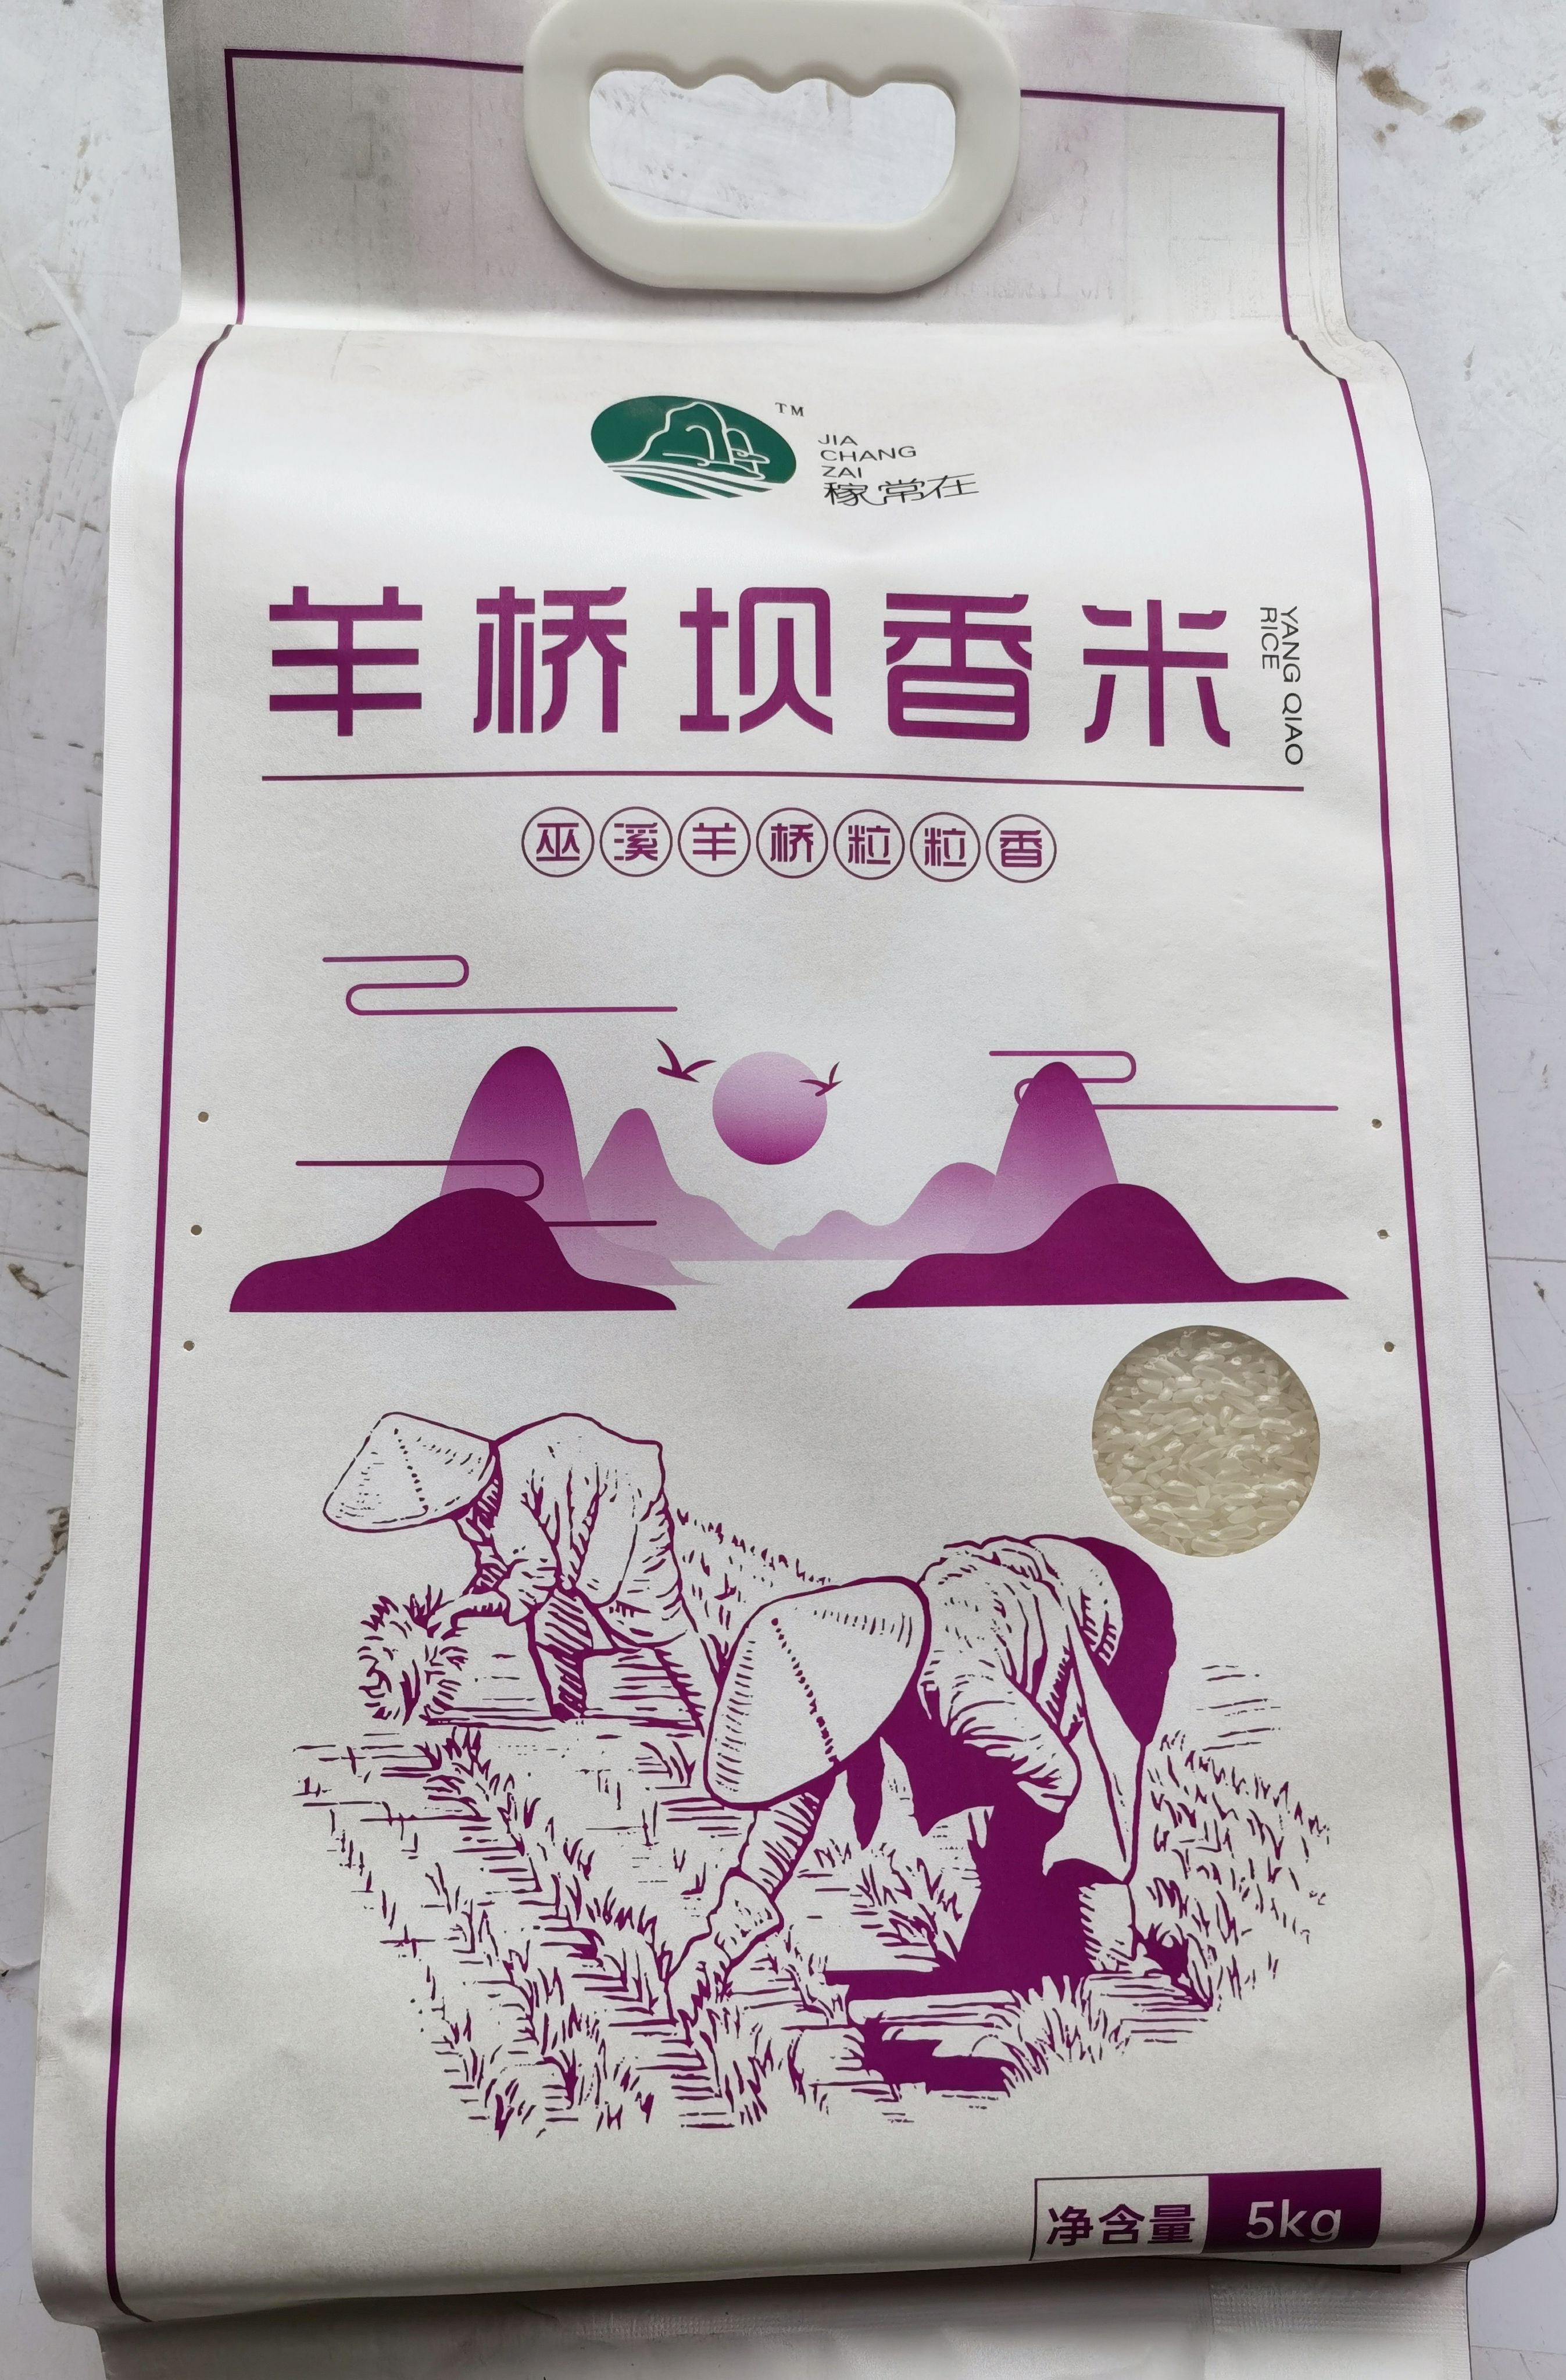 TM
JIA
CHANG
ZAI
稼常在
羊桥坝香米
YANG QIAO
RICE
巫溪羊桥粒粒香
净含量 5kg